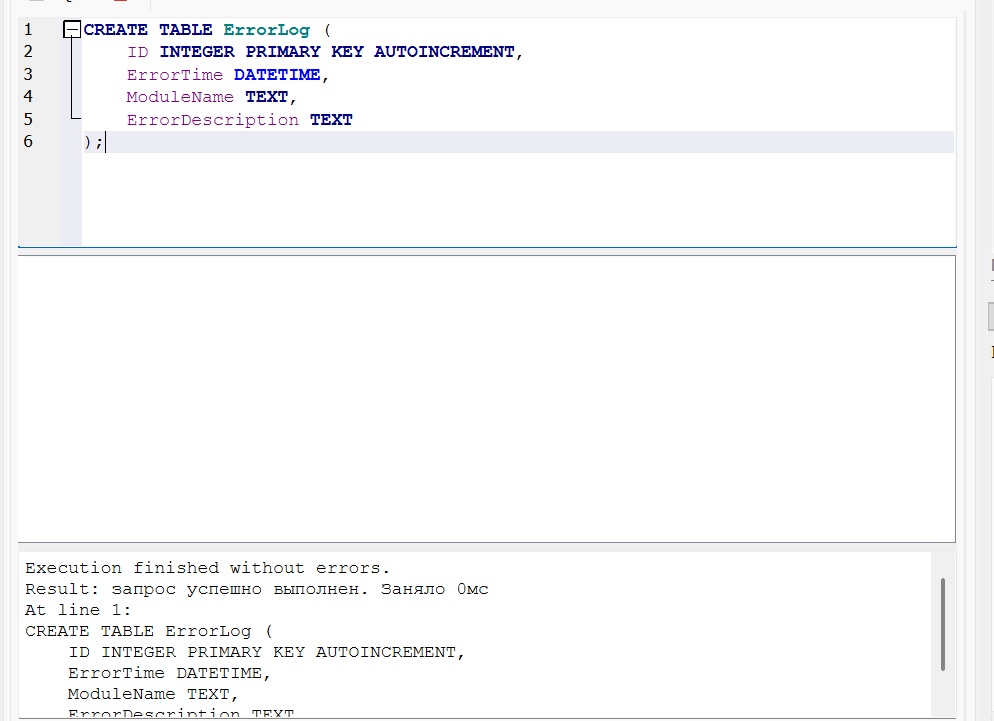 1 CREATE TABLE ErrorLog (
2 ID INTEGER PRIMARY KEY AUTOINCREMENT,
3 ErrorTime DATETIME,
4 ModuleName TEXT,
5 ErrorDescription TEXT
6 );
Execution finished without errors.
Result: запрос успешно выполнен. Заняло 0мс
At line 1:
CREATE TABLE ErrorLog (
ID INTEGER PRIMARY KEY AUTOINCREMENT,
ErrorTime DATETIME,
ModuleName TEXT,
ErrorDescription TEXT